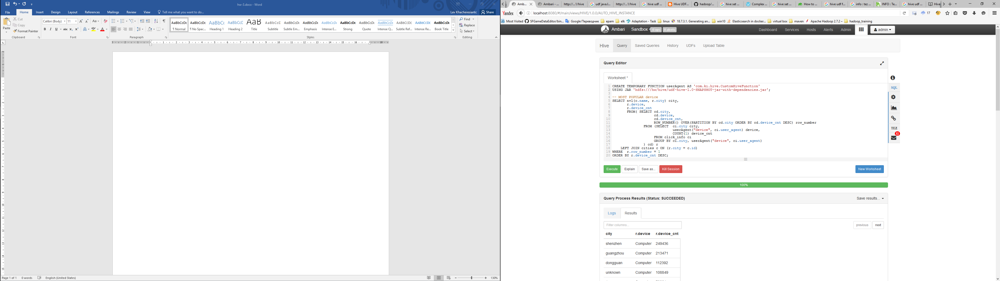 hw-3.docx - Word
File Home Insert Design Layout References Mailings Review View Tell me what you want to do...
Lev Khacheresiantc Share
Paste
Cut
Copy
Format Painter
Clipboard
Calibri (Body) 11
Font
Paragraph
¶ Normal ¶ No Spac... Heading 1 Heading 2 Title Subtitle Subtle Em... Emphasis Intense E... Strong Quote Intense Q... Subtle Ref... Intense Re... Book Title
Styles
Find
Replace
Select
Editing
Page 1 of 1 0 words English (United States)
130%
Amb... Ambari - ... http://...1/hive udf java.l... http://...1/hive hive udf ... Hive UDF... hadoop/... hive set ... Complex ... hive set ... How to ... hive udf f... info : tez ... INFO : Te... hive udf ... Hive
Yandex
localhost:8080/#/main/views/HIVE/1.0.0/AUTO_HIVE_INSTANCE
17
Most Visited SFGameDataEditor/bin... Google Переводчик epam elk Adaptation - Task linux 18.7.3.1. Generating an... win10 Elasticsearch in docker... virtual box maven Apache Hadoop 2.7.2 – hadoop_training
Ambari Sandbox 0 ops 0 alerts
Dashboard Services Hosts Alerts Admin admin
Hive Query Saved Queries History UDFs Upload Table
Query Editor
Worksheet *
1 CREATE TEMPORARY FUNCTION userAgent AS 'com.ki.hive.CustomHiveFunction'
2 USING JAR 'hdfs:///hw/hive/udf-hive-1.0-SNAPSHOT-jar-with-dependencies.jar';
3
4 -- MOST POPULAR device
5 SELECT nvl(c.name, r.city) city,
6 r.device,
7 r.device_cnt
8 FROM( SELECT cd.city,
9 cd.device,
10 cd.device_cnt,
11 ROW_NUMBER() OVER(PARTITION BY cd.city ORDER BY cd.device_cnt DESC) row_number
12 FROM (SELECT ci.city city,
13 userAgent("device", ci.user_agent) device,
14 COUNT(1) device_cnt
15 FROM click_info ci
16 GROUP BY ci.city, userAgent("device", ci.user_agent)
17 ) cd) r
18 LEFT JOIN cities c ON (r.city = c.id)
19 WHERE r.row_number = 1
20 ORDER BY r.device_cnt DESC;
SQL
TEZ
32
Execute Explain Save as... Kill Session New Worksheet
100%
Query Process Results (Status: SUCCEEDED) Save results...
Logs Results
Filter columns... previous next
city r.device r.device_cnt
shenzhen Computer 249436
guangzhou Computer 213471
dongguan Computer 112392
unknown Computer 108849